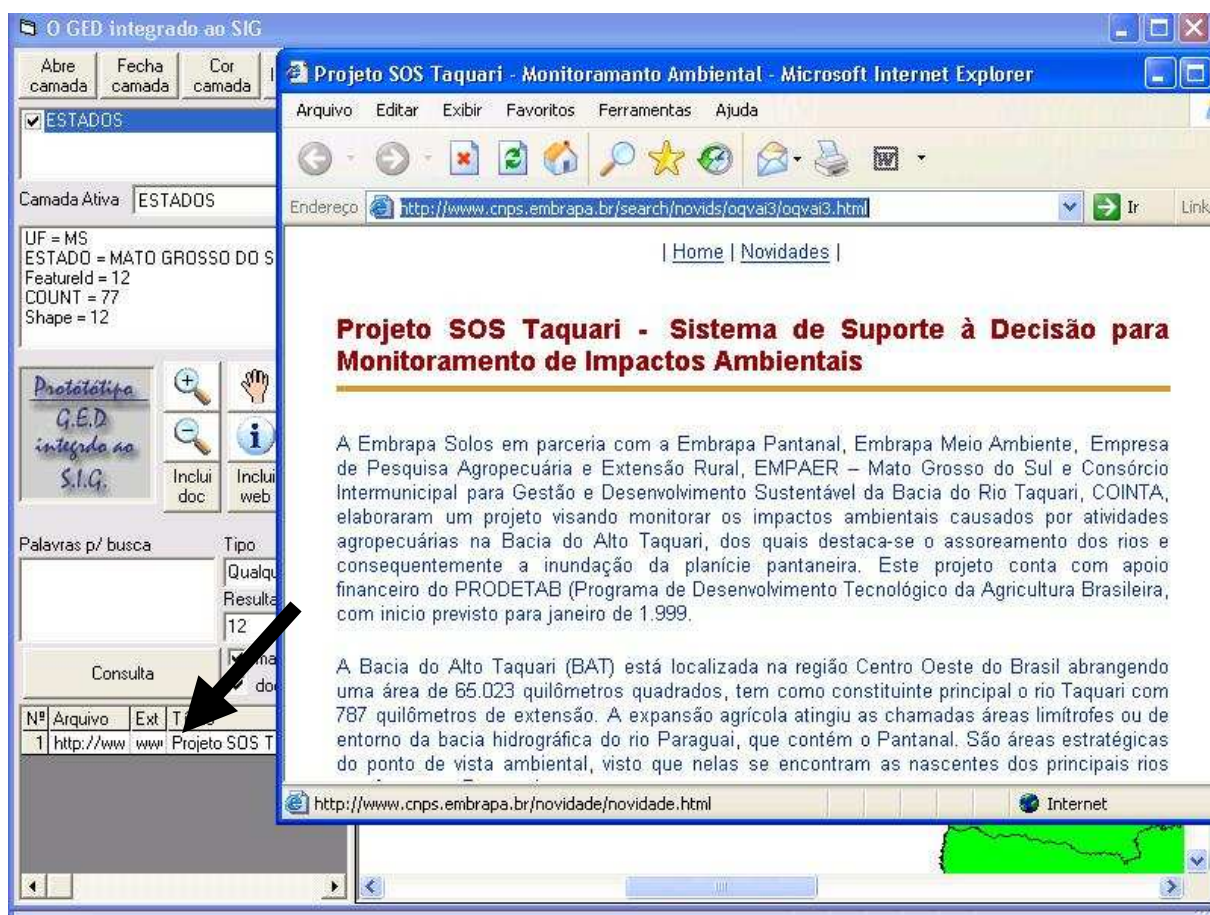 O GED integrado ao SIG
Abre camada
Fecha camada
Cor camada
ESTADOS
Camada Ativa ESTADOS
UF = MS
ESTADO = MATO GROSSO DO S
FeatureId = 12
COUNT = 77
Shape = 12
Protótótipo
G.E.D
integrdo ao
S.I.G.
Inclui doc
Inclui web
Palavras p/ busca
Tipo
Qualqu
Resulta
12
Consulta
ma
do
Nº Arquivo Ext
1 http://ww www Projeto SOS T
Projeto SOS Taquari - Monitoramanto Ambiental - Microsoft Internet Explorer
Arquivo Editar Exibir Favoritos Ferramentas Ajuda
Endereço http://www.cnps.embrapa.br/search/novids/oqvai3/oqvai3.html Ir Link
| Home | Novidades |
Projeto SOS Taquari - Sistema de Suporte à Decisão para
Monitoramento de Impactos Ambientais
A Embrapa Solos em parceria com a Embrapa Pantanal, Embrapa Meio Ambiente, Empresa
de Pesquisa Agropecuária e Extensão Rural, EMPAER – Mato Grosso do Sul e Consórcio
Intermunicipal para Gestão e Desenvolvimento Sustentável da Bacia do Rio Taquari, COINTA,
elaboraram um projeto visando monitorar os impactos ambientais causados por atividades
agropecuárias na Bacia do Alto Taquari, dos quais destaca-se o assoreamento dos rios e
consequentemente a inundação da planície pantaneira. Este projeto conta com apoio
financeiro do PRODETAB (Programa de Desenvolvimento Tecnológico da Agricultura Brasileira,
com inicio previsto para janeiro de 1.999.
A Bacia do Alto Taquari (BAT) está localizada na região Centro Oeste do Brasil abrangendo
uma área de 65.023 quilômetros quadrados, tem como constituinte principal o rio Taquari com
787 quilômetros de extensão. A expansão agrícola atingiu as chamadas áreas limítrofes ou de
entorno da bacia hidrográfica do rio Paraguai, que contém o Pantanal. São áreas estratégicas
do ponto de vista ambiental, visto que nelas se encontram as nascentes dos principais rios
http://www.cnps.embrapa.br/novidade/novidade.html Internet